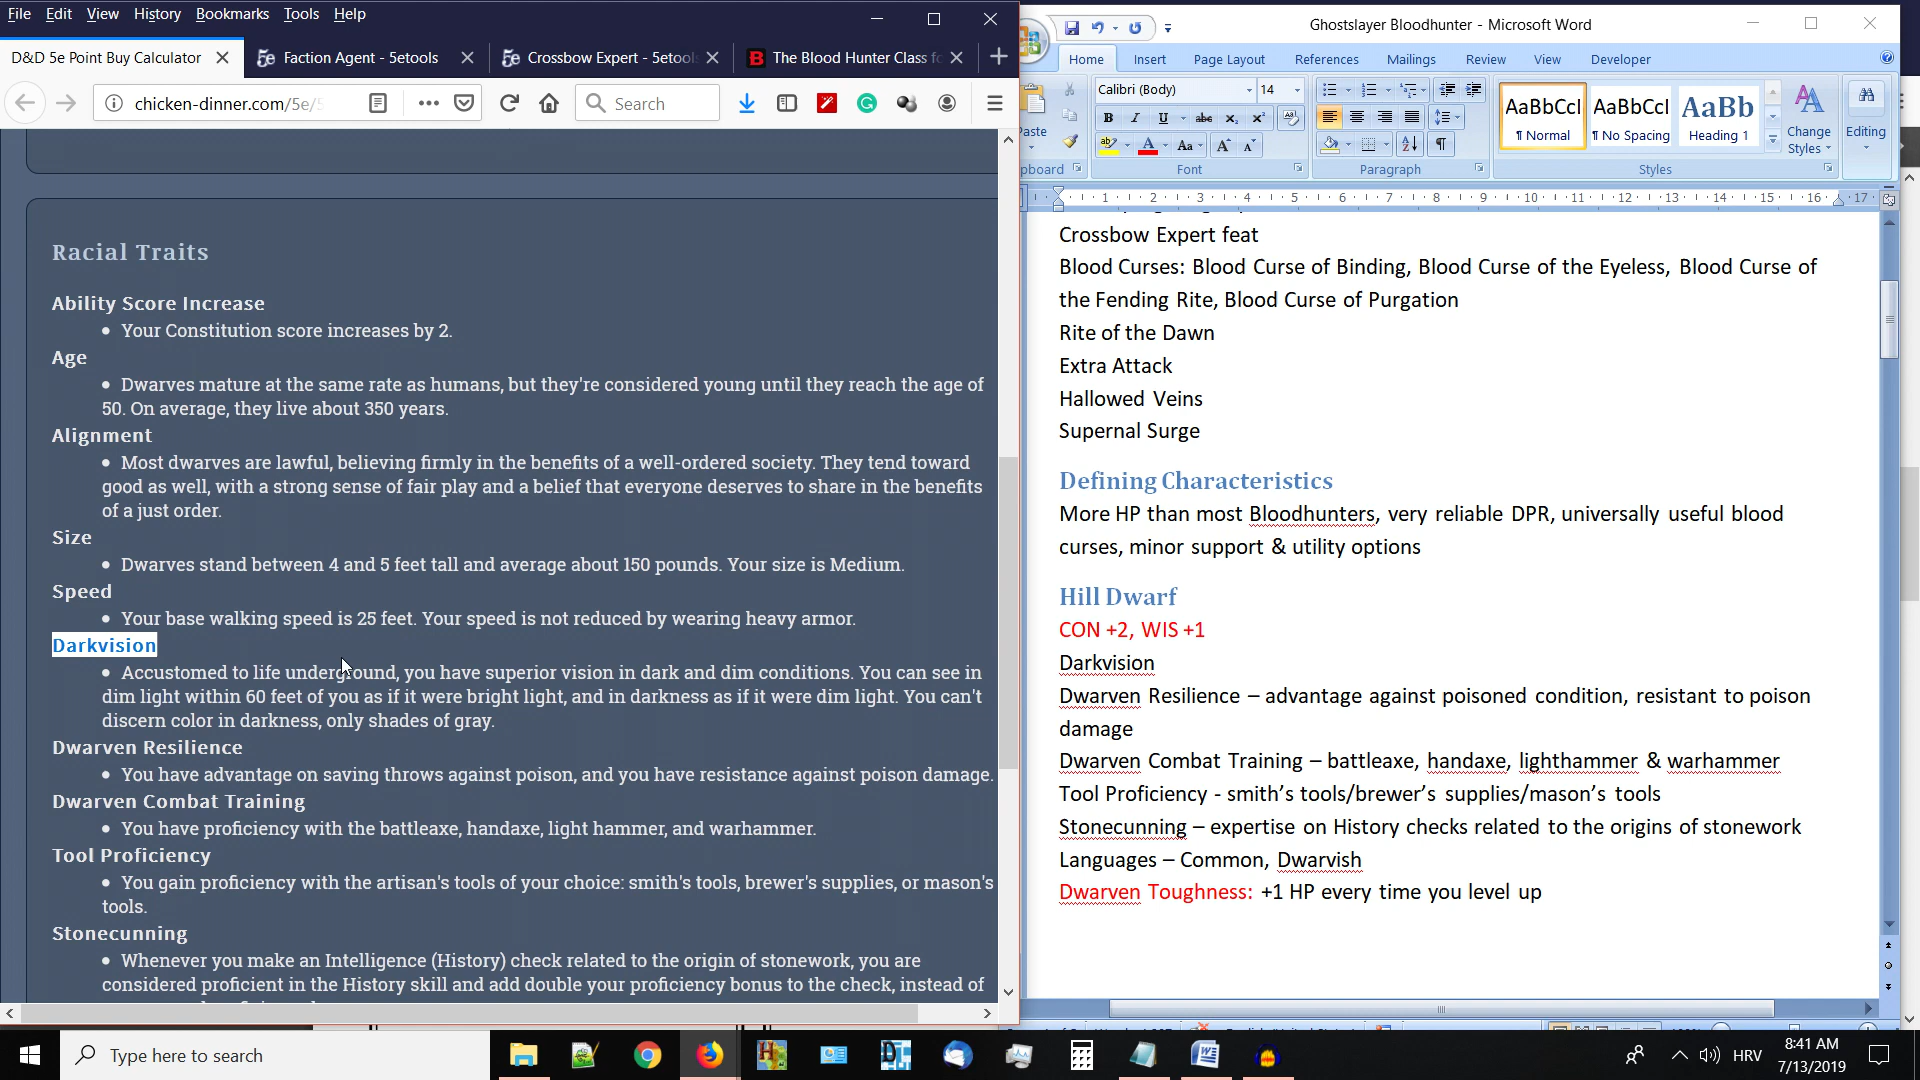 File Edit View History Bookmarks Tools Help
D&D 5e Point Buy Calculator
Faction Agent - 5etools
Crossbow Expert - 5etools
The Blood Hunter Class fo
chicken-dinner.com/5e/5
Search
Racial Traits
Ability Score Increase
Your Constitution score increases by 2.
Age
Dwarves mature at the same rate as humans, but they're considered young until they reach the age of
50. On average, they live about 350 years.
Alignment
Most dwarves are lawful, believing firmly in the benefits of a well-ordered society. They tend toward
good as well, with a strong sense of fair play and a belief that everyone deserves to share in the benefits
of a just order.
Size
Dwarves stand between 4 and 5 feet tall and average about 150 pounds. Your size is Medium.
Speed
Your base walking speed is 25 feet. Your speed is not reduced by wearing heavy armor.
Darkvision
Accustomed to life underground, you have superior vision in dark and dim conditions. You can see in
dim light within 60 feet of you as if it were bright light, and in darkness as if it were dim light. You can't
discern color in darkness, only shades of gray.
Dwarven Resilience
You have advantage on saving throws against poison, and you have resistance against poison damage.
Dwarven Combat Training
You have proficiency with the battleaxe, handaxe, light hammer, and warhammer.
Tool Proficiency
You gain proficiency with the artisan's tools of your choice: smith's tools, brewer's supplies, or mason's
tools.
Stonecunning
Whenever you make an Intelligence (History) check related to the origin of stonework, you are
considered proficient in the History skill and add double your proficiency bonus to the check, instead of
Ghostslayer Bloodhunter - Microsoft Word
Home Insert Page Layout References Mailings Review View Developer
Calibri (Body) 14
AaBbCcI AaBbCcI AaBb
¶ Normal ¶ No Spacing Heading 1
Change Styles
Editing
Paste
pboard Font Paragraph Styles
1 2 3 4 5 6 7 8 9 10 11 12 13 14 15 16 17
Crossbow Expert feat
Blood Curses: Blood Curse of Binding, Blood Curse of the Eyeless, Blood Curse of
the Fending Rite, Blood Curse of Purgation
Rite of the Dawn
Extra Attack
Hallowed Veins
Supernal Surge
Defining Characteristics
More HP than most Bloodhunters, very reliable DPR, universally useful blood
curses, minor support & utility options
Hill Dwarf
CON +2, WIS +1
Darkvision
Dwarven Resilience – advantage against poisoned condition, resistant to poison
damage
Dwarven Combat Training – battleaxe, handaxe, lighthammer & warhammer
Tool Proficiency - smith’s tools/brewer’s supplies/mason’s tools
Stonecunning – expertise on History checks related to the origins of stonework
Languages – Common, Dwarvish
Dwarven Toughness: +1 HP every time you level up
Type here to search
HRV
8:41 AM
7/13/2019